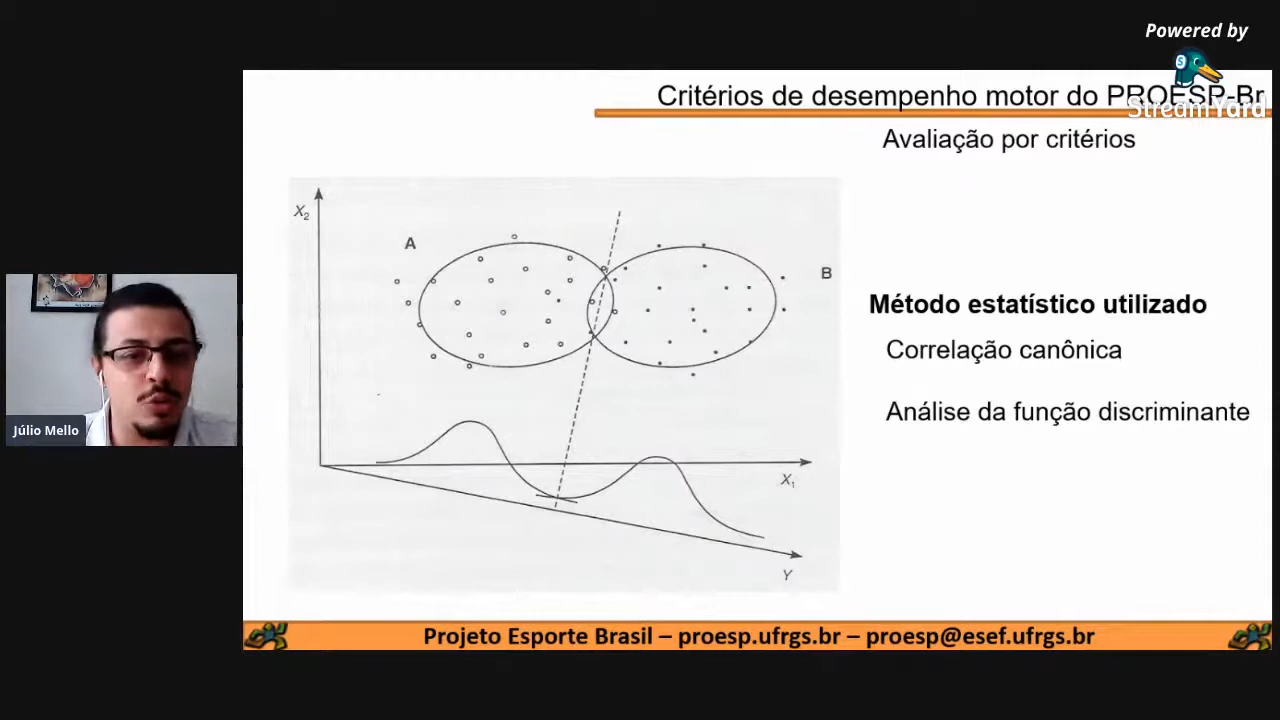 Powered by
StreamYard
Critérios de desempenho motor do PROESP-Br
Avaliação por critérios
X2
A
B
Método estatístico utilizado
Correlação canônica
Análise da função discriminante
X1
Y
Júlio Mello
Projeto Esporte Brasil – proesp.ufrgs.br – proesp@esef.ufrgs.br